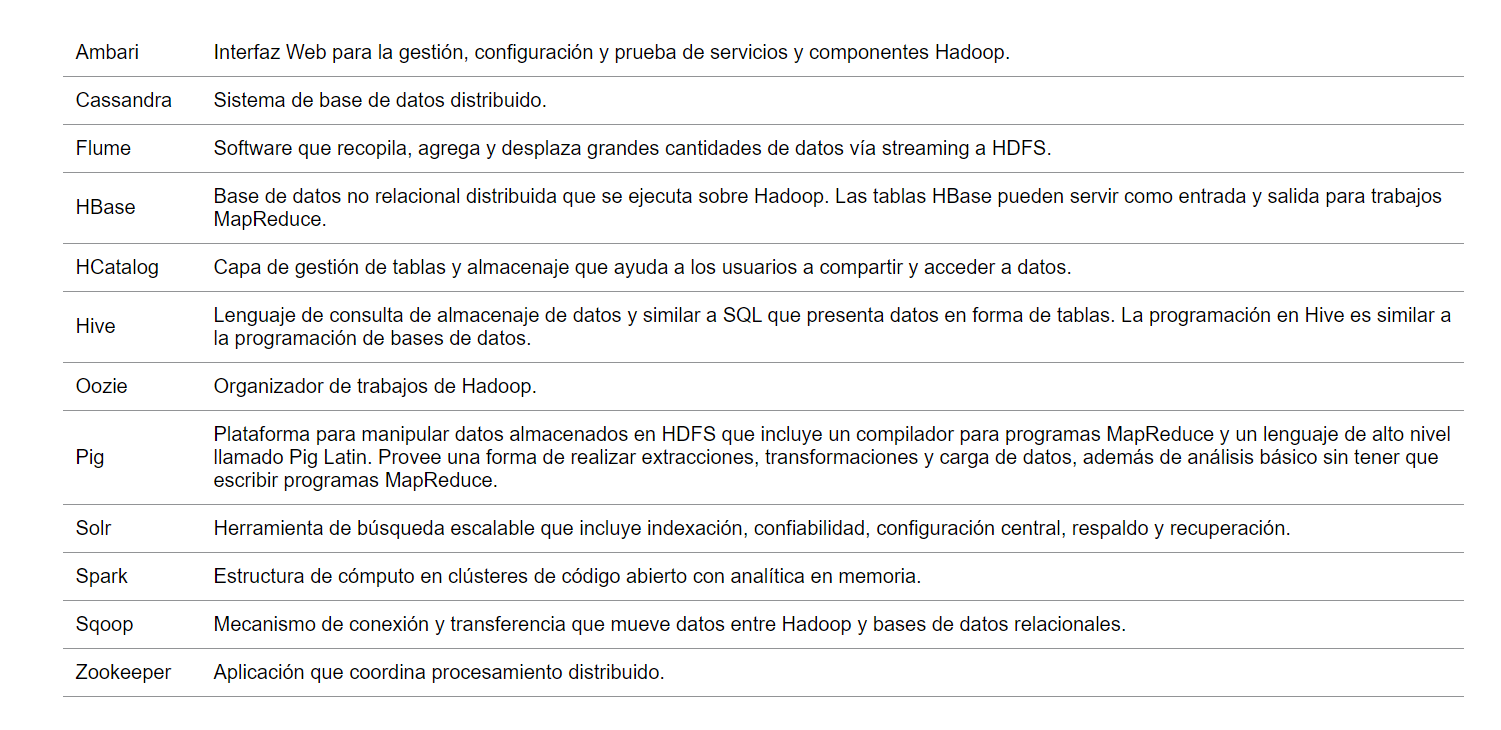 Ambari Interfaz Web para la gestión, configuración y prueba de servicios y componentes Hadoop.
Cassandra Sistema de base de datos distribuido.
Flume Software que recopila, agrega y desplaza grandes cantidades de datos vía streaming a HDFS.
HBase Base de datos no relacional distribuida que se ejecuta sobre Hadoop. Las tablas HBase pueden servir como entrada y salida para trabajos
MapReduce.
HCatalog Capa de gestión de tablas y almacenaje que ayuda a los usuarios a compartir y acceder a datos.
Hive Lenguaje de consulta de almacenaje de datos y similar a SQL que presenta datos en forma de tablas. La programación en Hive es similar a
la programación de bases de datos.
Oozie Organizador de trabajos de Hadoop.
Pig Plataforma para manipular datos almacenados en HDFS que incluye un compilador para programas MapReduce y un lenguaje de alto nivel
llamado Pig Latin. Provee una forma de realizar extracciones, transformaciones y carga de datos, además de análisis básico sin tener que
escribir programas MapReduce.
Solr Herramienta de búsqueda escalable que incluye indexación, confiabilidad, configuración central, respaldo y recuperación.
Spark Estructura de cómputo en clústeres de código abierto con analítica en memoria.
Sqoop Mecanismo de conexión y transferencia que mueve datos entre Hadoop y bases de datos relacionales.
Zookeeper Aplicación que coordina procesamiento distribuido.